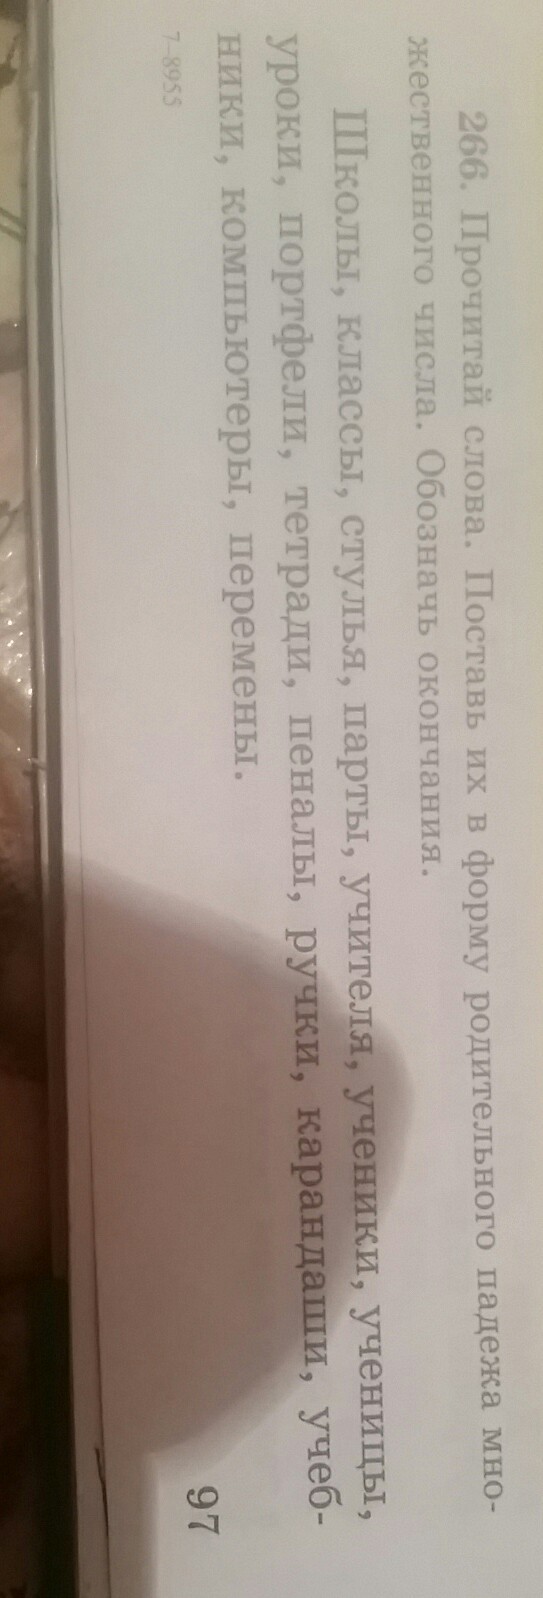 266. Прочитай слова. Поставь их в форму родительного падежа мно-
жественного числа. Обозначь окончания.
Школы, классы, стулья, парты, учителя, ученики, ученицы,
уроки, портфели, тетради, пеналы, ручки, карандаши, учеб-
ники, компьютеры, перемены.
7–8955
97